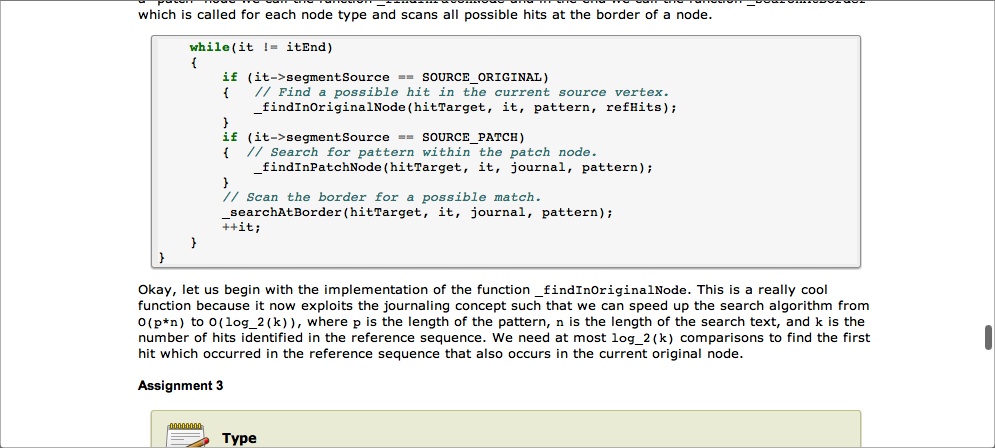 which is called for each node type and scans all possible hits at the border of a node.
while(it != itEnd)
{
if (it->segmentSource == SOURCE_ORIGINAL)
{ // Find a possible hit in the current source vertex.
_findInOriginalNode(hitTarget, it, pattern, refHits);
}
if (it->segmentSource == SOURCE_PATCH)
{ // Search for pattern within the patch node.
_findInPatchNode(hitTarget, it, journal, pattern);
}
// Scan the border for a possible match.
_searchAtBorder(hitTarget, it, journal, pattern);
++it;
}
}
Okay, let us begin with the implementation of the function _findInOriginalNode. This is a really cool
function because it now exploits the journaling concept such that we can speed up the search algorithm from
O(p*n) to O(log_2(k)), where p is the length of the pattern, n is the length of the search text, and k is the
number of hits identified in the reference sequence. We need at most log_2(k) comparisons to find the first
hit which occurred in the reference sequence that also occurs in the current original node.
Assignment 3
Type